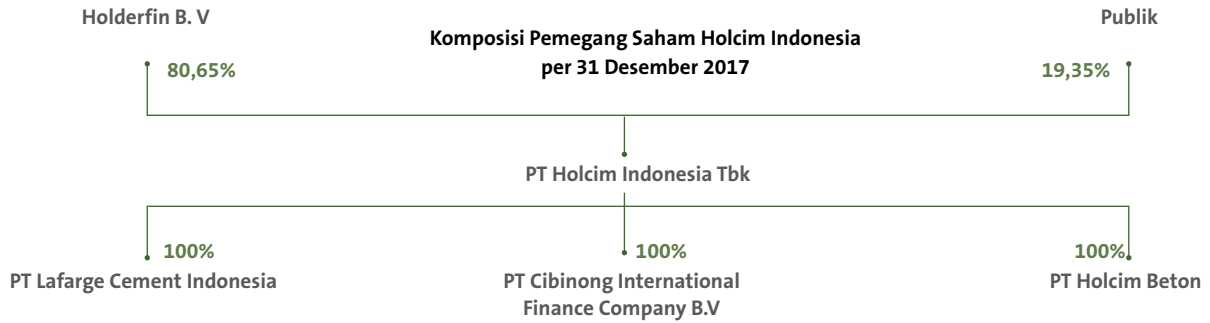 Holderfin B. V
Publik
Komposisi Pemegang Saham Holcim Indonesia
per 31 Desember 2017
80,65%
19,35%
PT Holcim Indonesia Tbk
100%
100%
100%
PT Lafarge Cement Indonesia
PT Cibinong International
Finance Company B.V
PT Holcim Beton